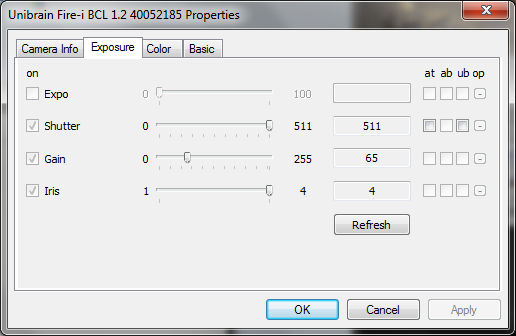 Unibrain Fire-i BCL 1.2 40052185 Properties
Camera Info Exposure Color Basic
on at ab ub op
Expo 0 100
Shutter 0 511 511
Gain 0 255 65
Iris 1 4 4
Refresh
OK Cancel Apply